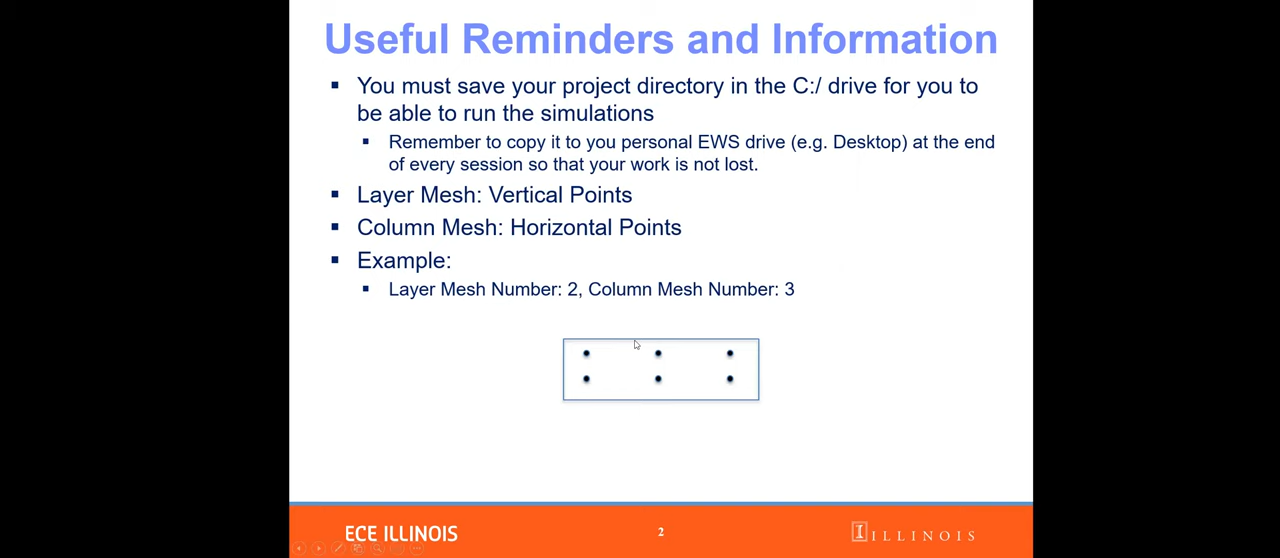 Useful Reminders and Information
You must save your project directory in the C:/ drive for you to
be able to run the simulations
Remember to copy it to you personal EWS drive (e.g. Desktop) at the end
of every session so that your work is not lost.
Layer Mesh: Vertical Points
Column Mesh: Horizontal Points
Example:
Layer Mesh Number: 2, Column Mesh Number: 3
ECE ILLINOIS
2
I ILLINOIS